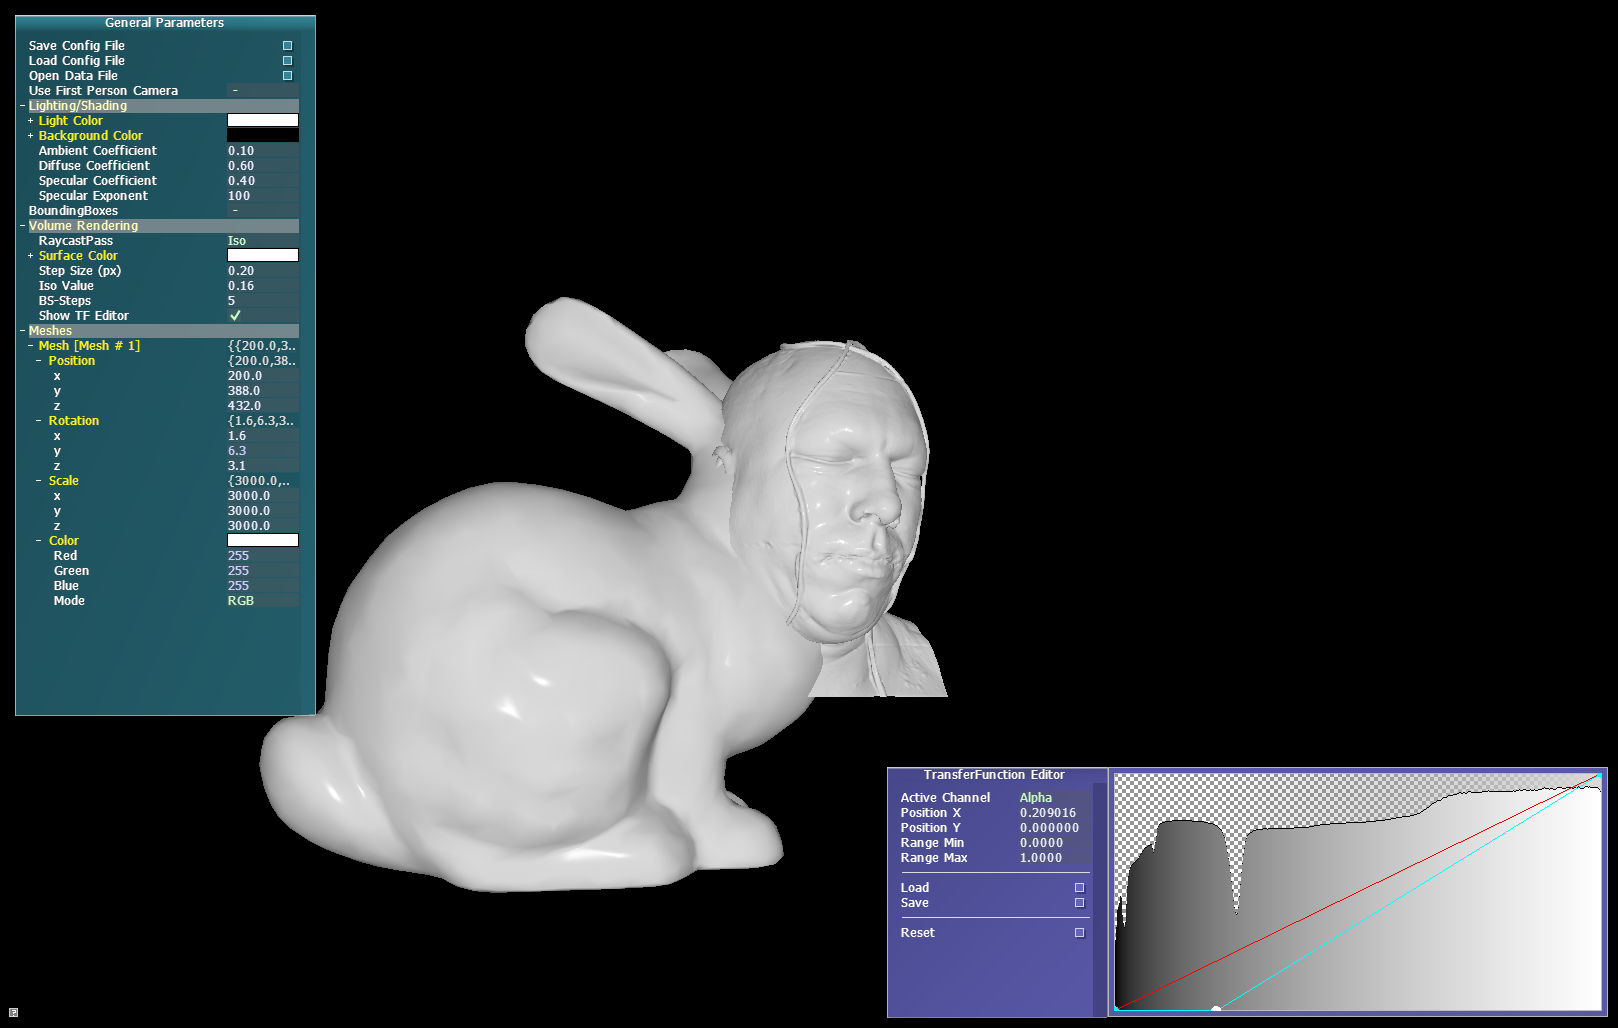 General Parameters
Save Config File
Load Config File
Open Data File
Use First Person Camera -
- Lighting/Shading
+ Light Color
+ Background Color
Ambient Coefficient 0.10
Diffuse Coefficient 0.60
Specular Coefficient 0.40
Specular Exponent 100
BoundingBoxes -
- Volume Rendering
RaycastPass Iso
+ Surface Color
Step Size (px) 0.20
Iso Value 0.16
BS-Steps 5
Show TF Editor ✓
- Meshes
- Mesh [Mesh # 1] {{200.0,3..
- Position {200.0,38..
x 200.0
y 388.0
z 432.0
- Rotation {1.6,6.3,3..
x 1.6
y 6.3
z 3.1
- Scale {3000.0,..
x 3000.0
y 3000.0
z 3000.0
- Color
Red 255
Green 255
Blue 255
Mode RGB
TransferFunction Editor
Active Channel Alpha
Position X 0.209016
Position Y 0.000000
Range Min 0.0000
Range Max 1.0000
Load
Save
Reset
?